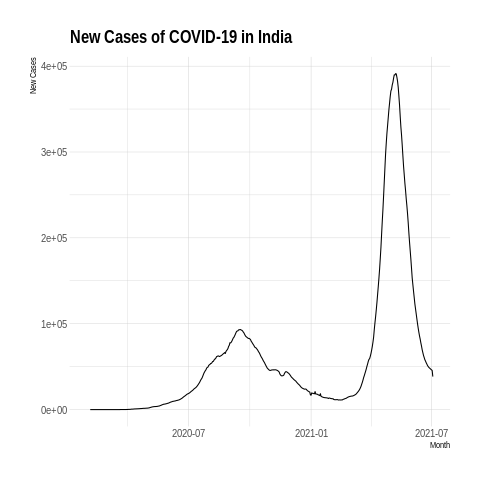 New Cases of COVID-19 in India
New Cases
4e+05
3e+05
2e+05
1e+05
0e+00
2020-07
2021-01
2021-07
Month